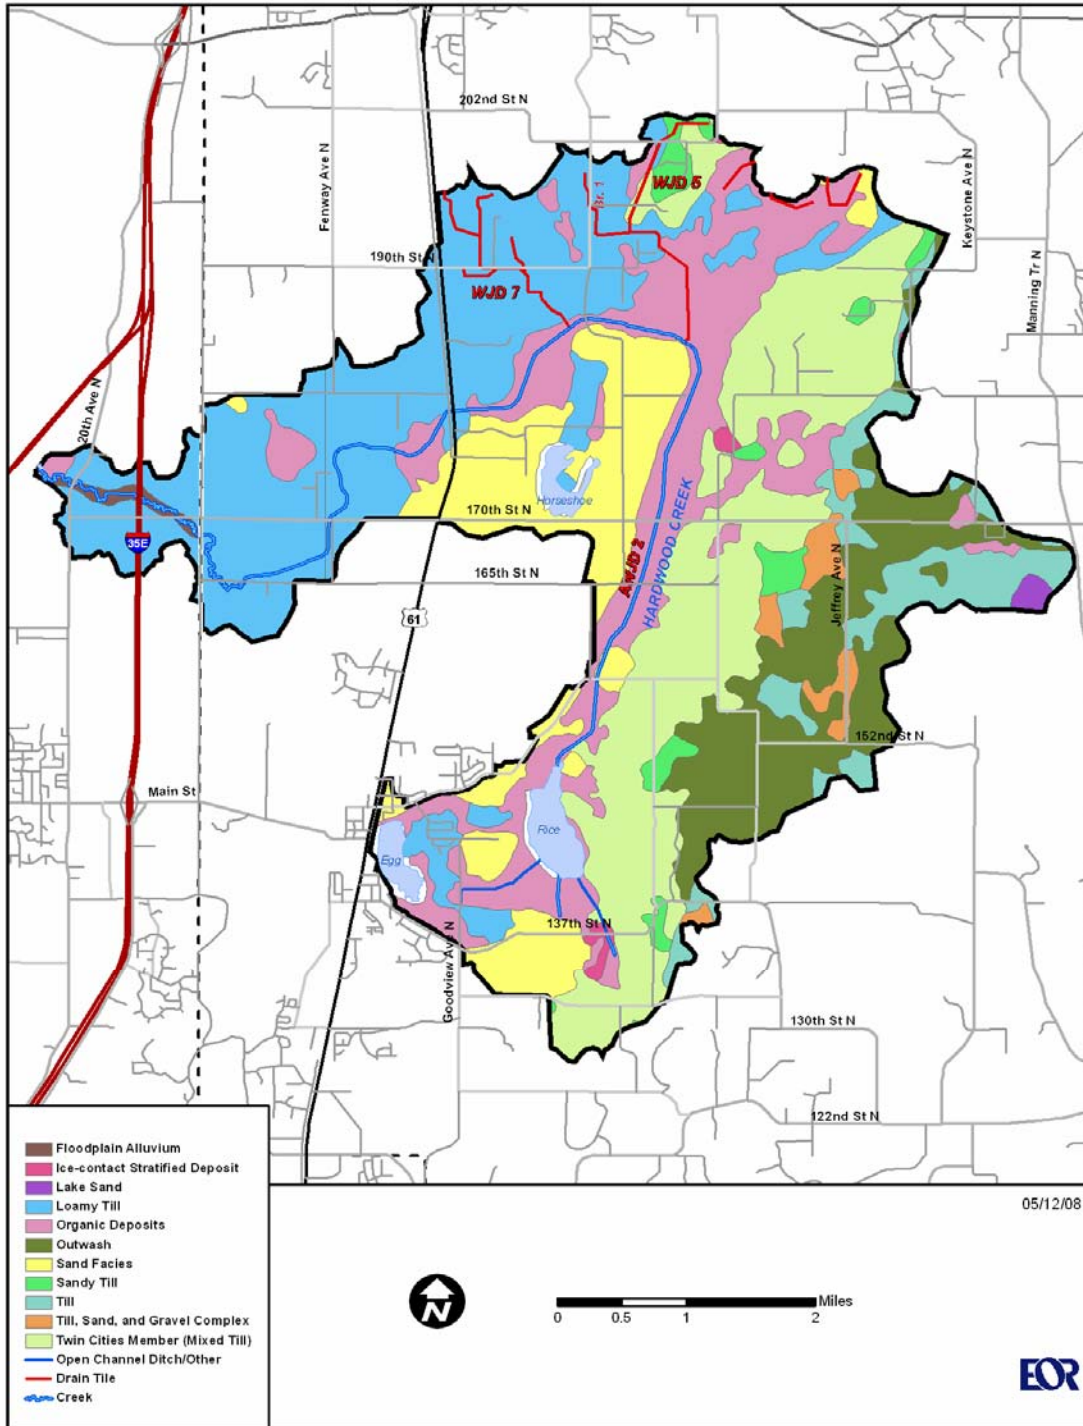 202nd St N
Fenway Ave N
Keystone Ave N
WJD 5
Br. 1
190th St N
WJD 7
Manning Tr N
20th Ave N
Horseshoe
170th St N
35E
165th St N
AWJD 2
HARDWOOD CREEK
Jeffrey Ave N
61
152nd St N
Main St
Rice
Egg
137th St N
Goodview Ave N
130th St N
122nd St N
Floodplain Alluvium
Ice-contact Stratified Deposit
Lake Sand
Loamy Till
Organic Deposits
Outwash
Sand Facies
Sandy Till
Till
Till, Sand, and Gravel Complex
Twin Cities Member (Mixed Till)
Open Channel Ditch/Other
Drain Tile
Creek
05/12/08
N
Miles
0 0.5 1 2
EOR